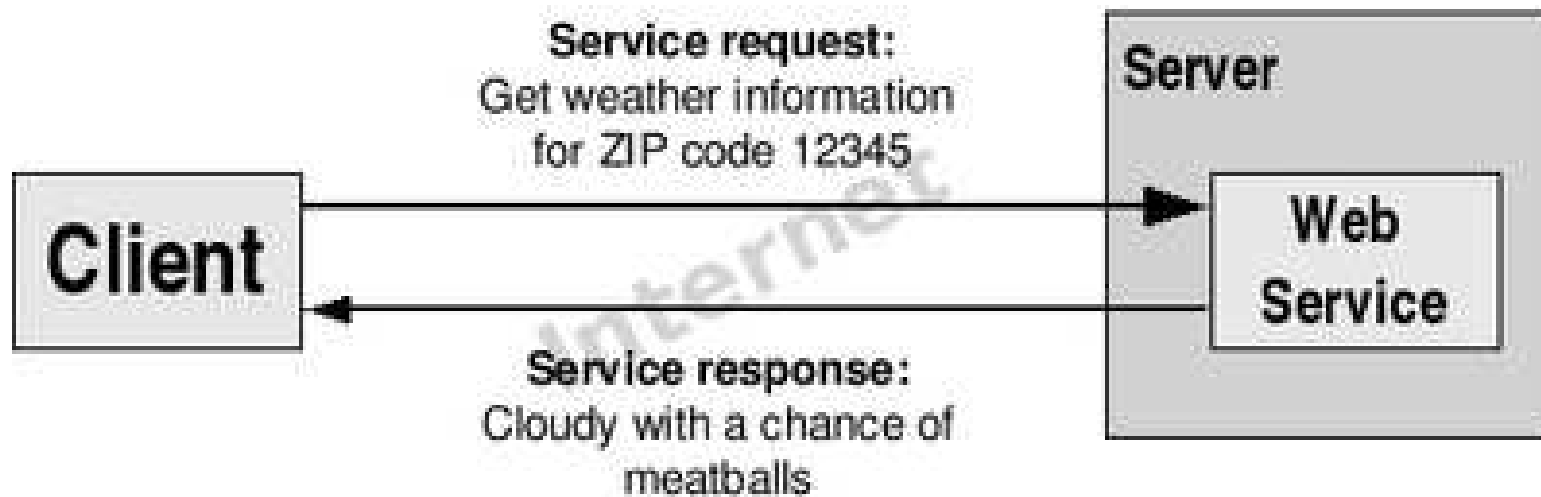 Service request:
Get weather information
for ZIP code 12345
Server
Client
Internet
Web
Service
Service response:
Cloudy with a chance of
meatballs